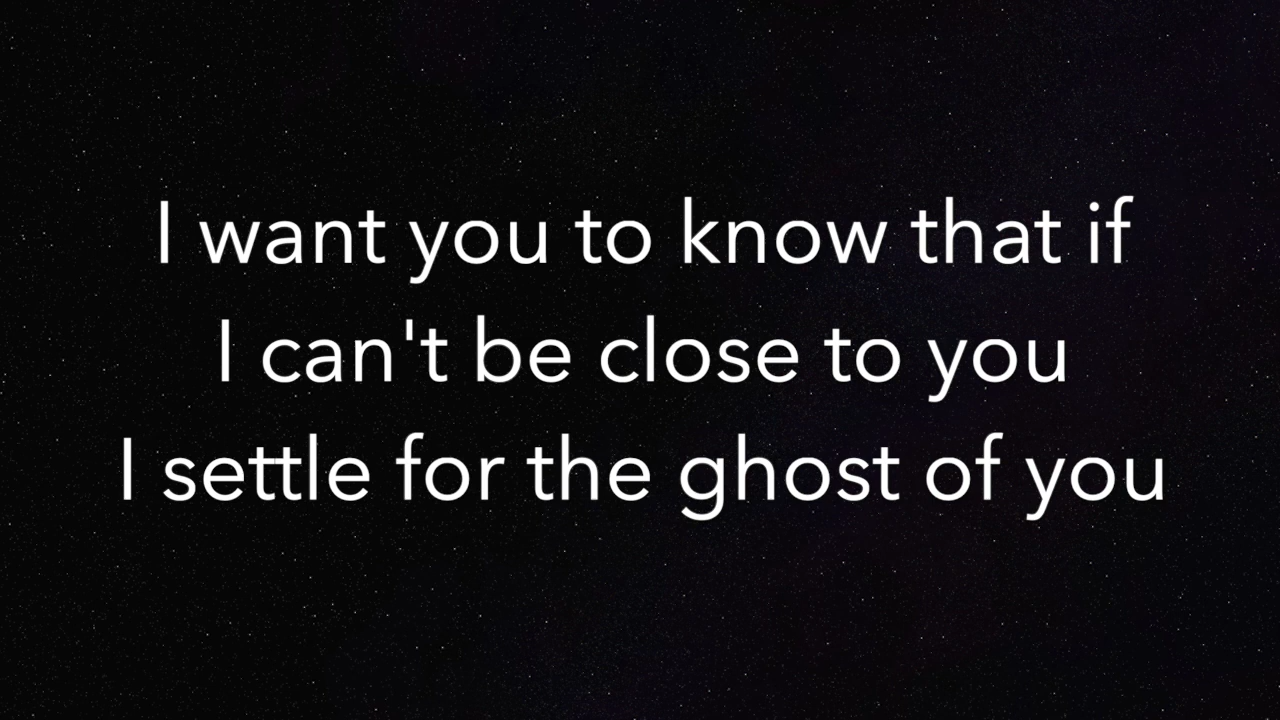 I want you to know that if
I can't be close to you
I settle for the ghost of you